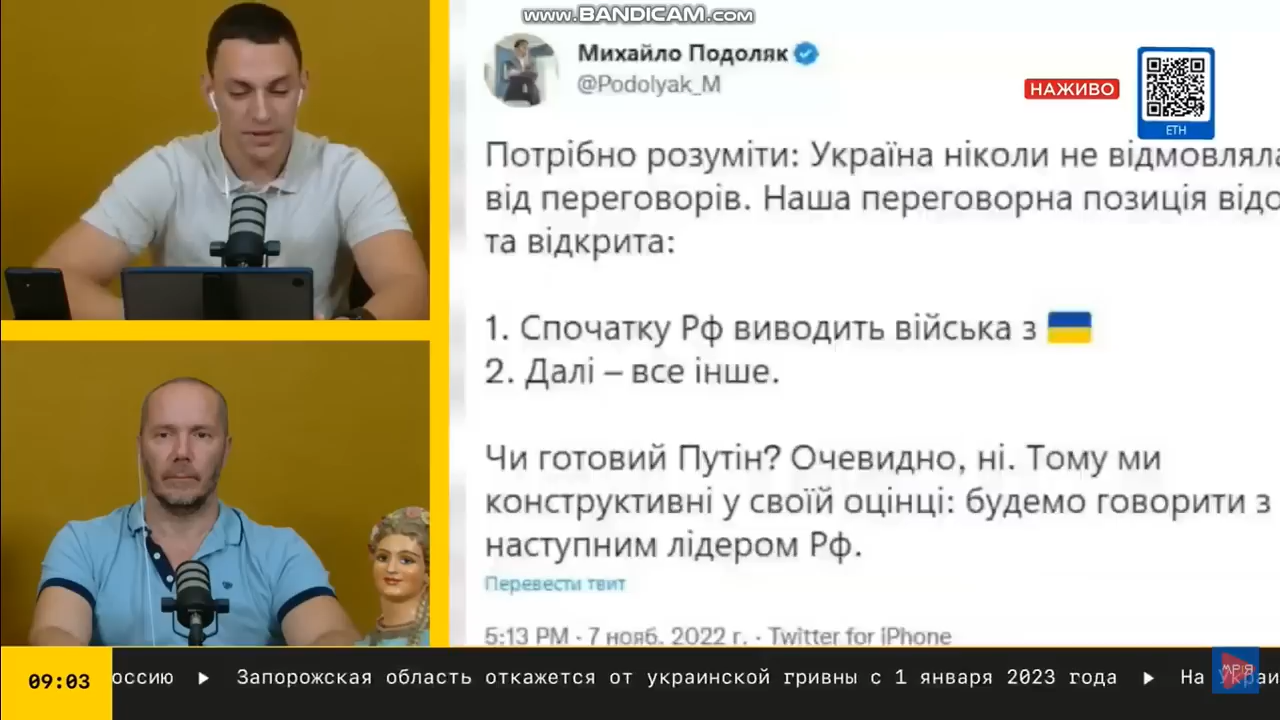 www.BANDICAM.com
Михайло Подоляк
@Podolyak_M
НАЖИВО
ETH
Потрібно розуміти: Україна ніколи не відмовляла
від переговорів. Наша переговорна позиція відо
та відкрита:
1. Спочатку Рф виводить війська з
2. Далі – все інше.
Чи готовий Путін? Очевидно, ні. Тому ми
конструктивні у своїй оцінці: будемо говорити з
наступним лідером Рф.
Перевести твит
5:13 PM · 7 нояб. 2022 г. · Twitter for iPhone
09:03
оссию ▶ Запорожская область откажется от украинской гривны с 1 января 2023 года ▶ На Украи
МРІЯ